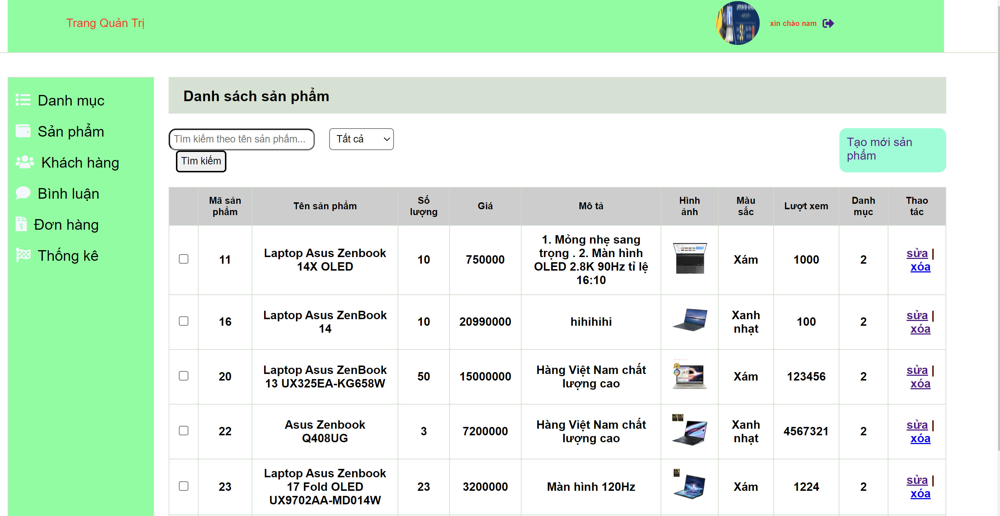 Trang Quản Trị
xin chào nam
Danh mục
Sản phẩm
Khách hàng
Bình luận
Đơn hàng
Thống kê
Danh sách sản phẩm
Tìm kiếm theo tên sản phẩm...
Tất cả
Tìm kiếm
Tạo mới sản
phẩm
Mã sản
phẩm
Tên sản phẩm
Số
lượng
Giá
Mô tả
Hình
ảnh
Màu
sắc
Lượt xem
Danh
mục
Thao
tác
11
Laptop Asus Zenbook
14X OLED
10
750000
1. Mỏng nhẹ sang
trọng . 2. Màn hình
OLED 2.8K 90Hz tỉ lệ
16:10
Xám
1000
2
sửa |
xóa
16
Laptop Asus ZenBook
14
10
20990000
hihihihi
Xanh
nhạt
100
2
sửa |
xóa
20
Laptop Asus ZenBook
13 UX325EA-KG658W
50
15000000
Hàng Việt Nam chất
lượng cao
Xám
123456
2
sửa |
xóa
22
Asus Zenbook
Q408UG
3
7200000
Hàng Việt Nam chất
lượng cao
Xanh
nhạt
4567321
2
sửa |
xóa
23
Laptop Asus Zenbook
17 Fold OLED
UX9702AA-MD014W
23
3200000
Màn hình 120Hz
Xám
1224
2
sửa |
xóa